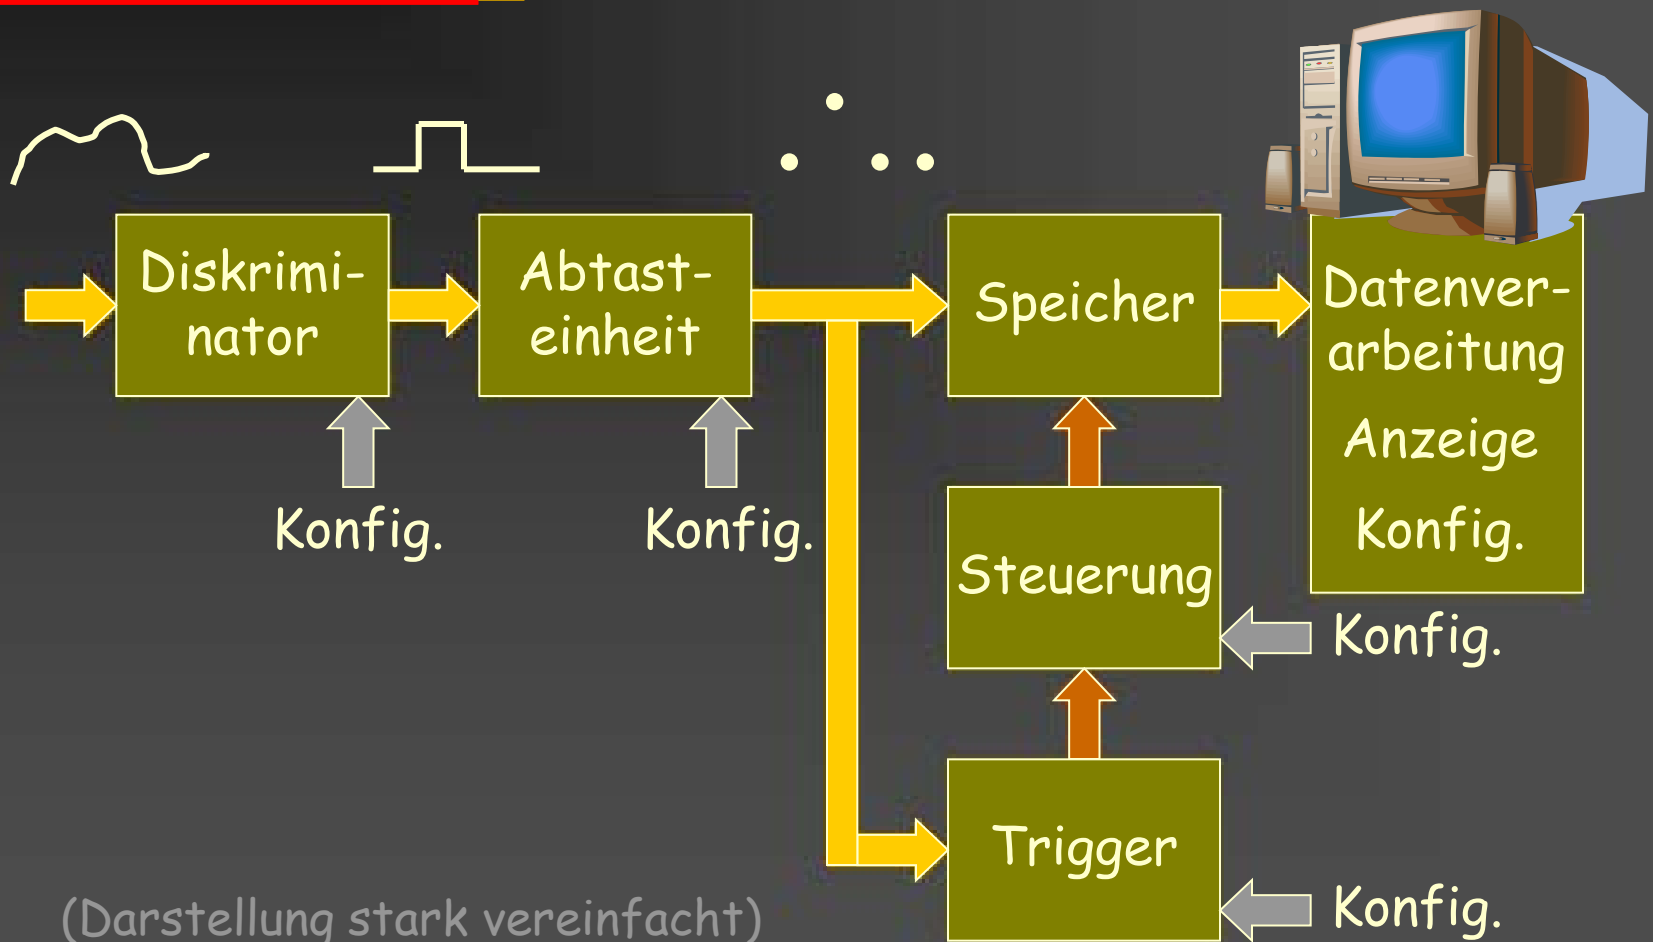 Diskrimi-
nator
Abtast-
einheit
Speicher
Datenver-
arbeitung
Anzeige
Konfig.
Konfig.
Konfig.
Steuerung
Konfig.
Trigger
Konfig.
(Darstellung stark vereinfacht)